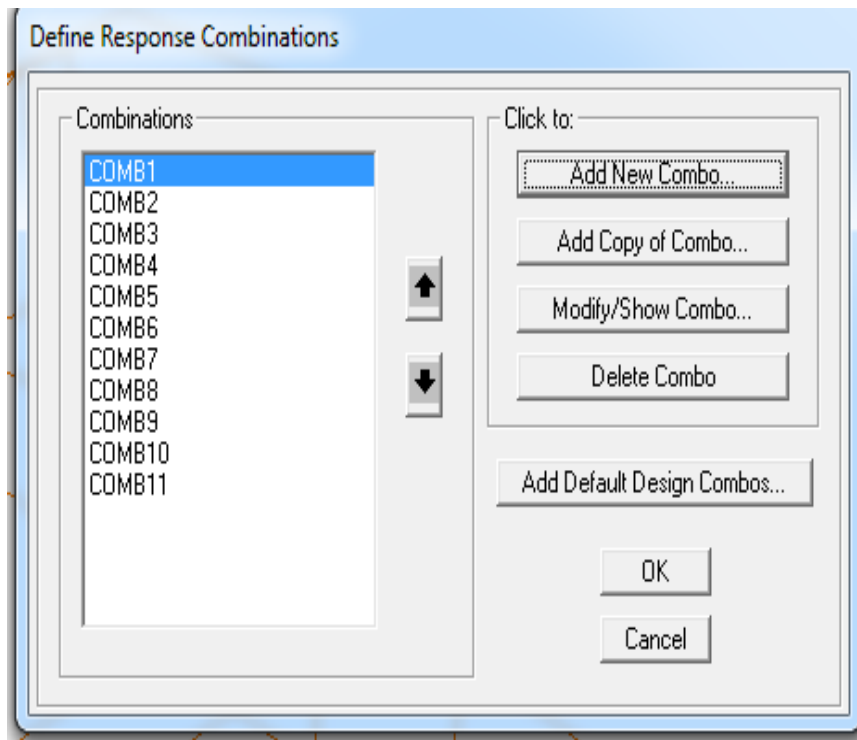 Define Response Combinations
Combinations
COMB1
COMB2
COMB3
COMB4
COMB5
COMB6
COMB7
COMB8
COMB9
COMB10
COMB11
Click to:
Add New Combo...
Add Copy of Combo...
Modify/Show Combo...
Delete Combo
Add Default Design Combos...
OK
Cancel